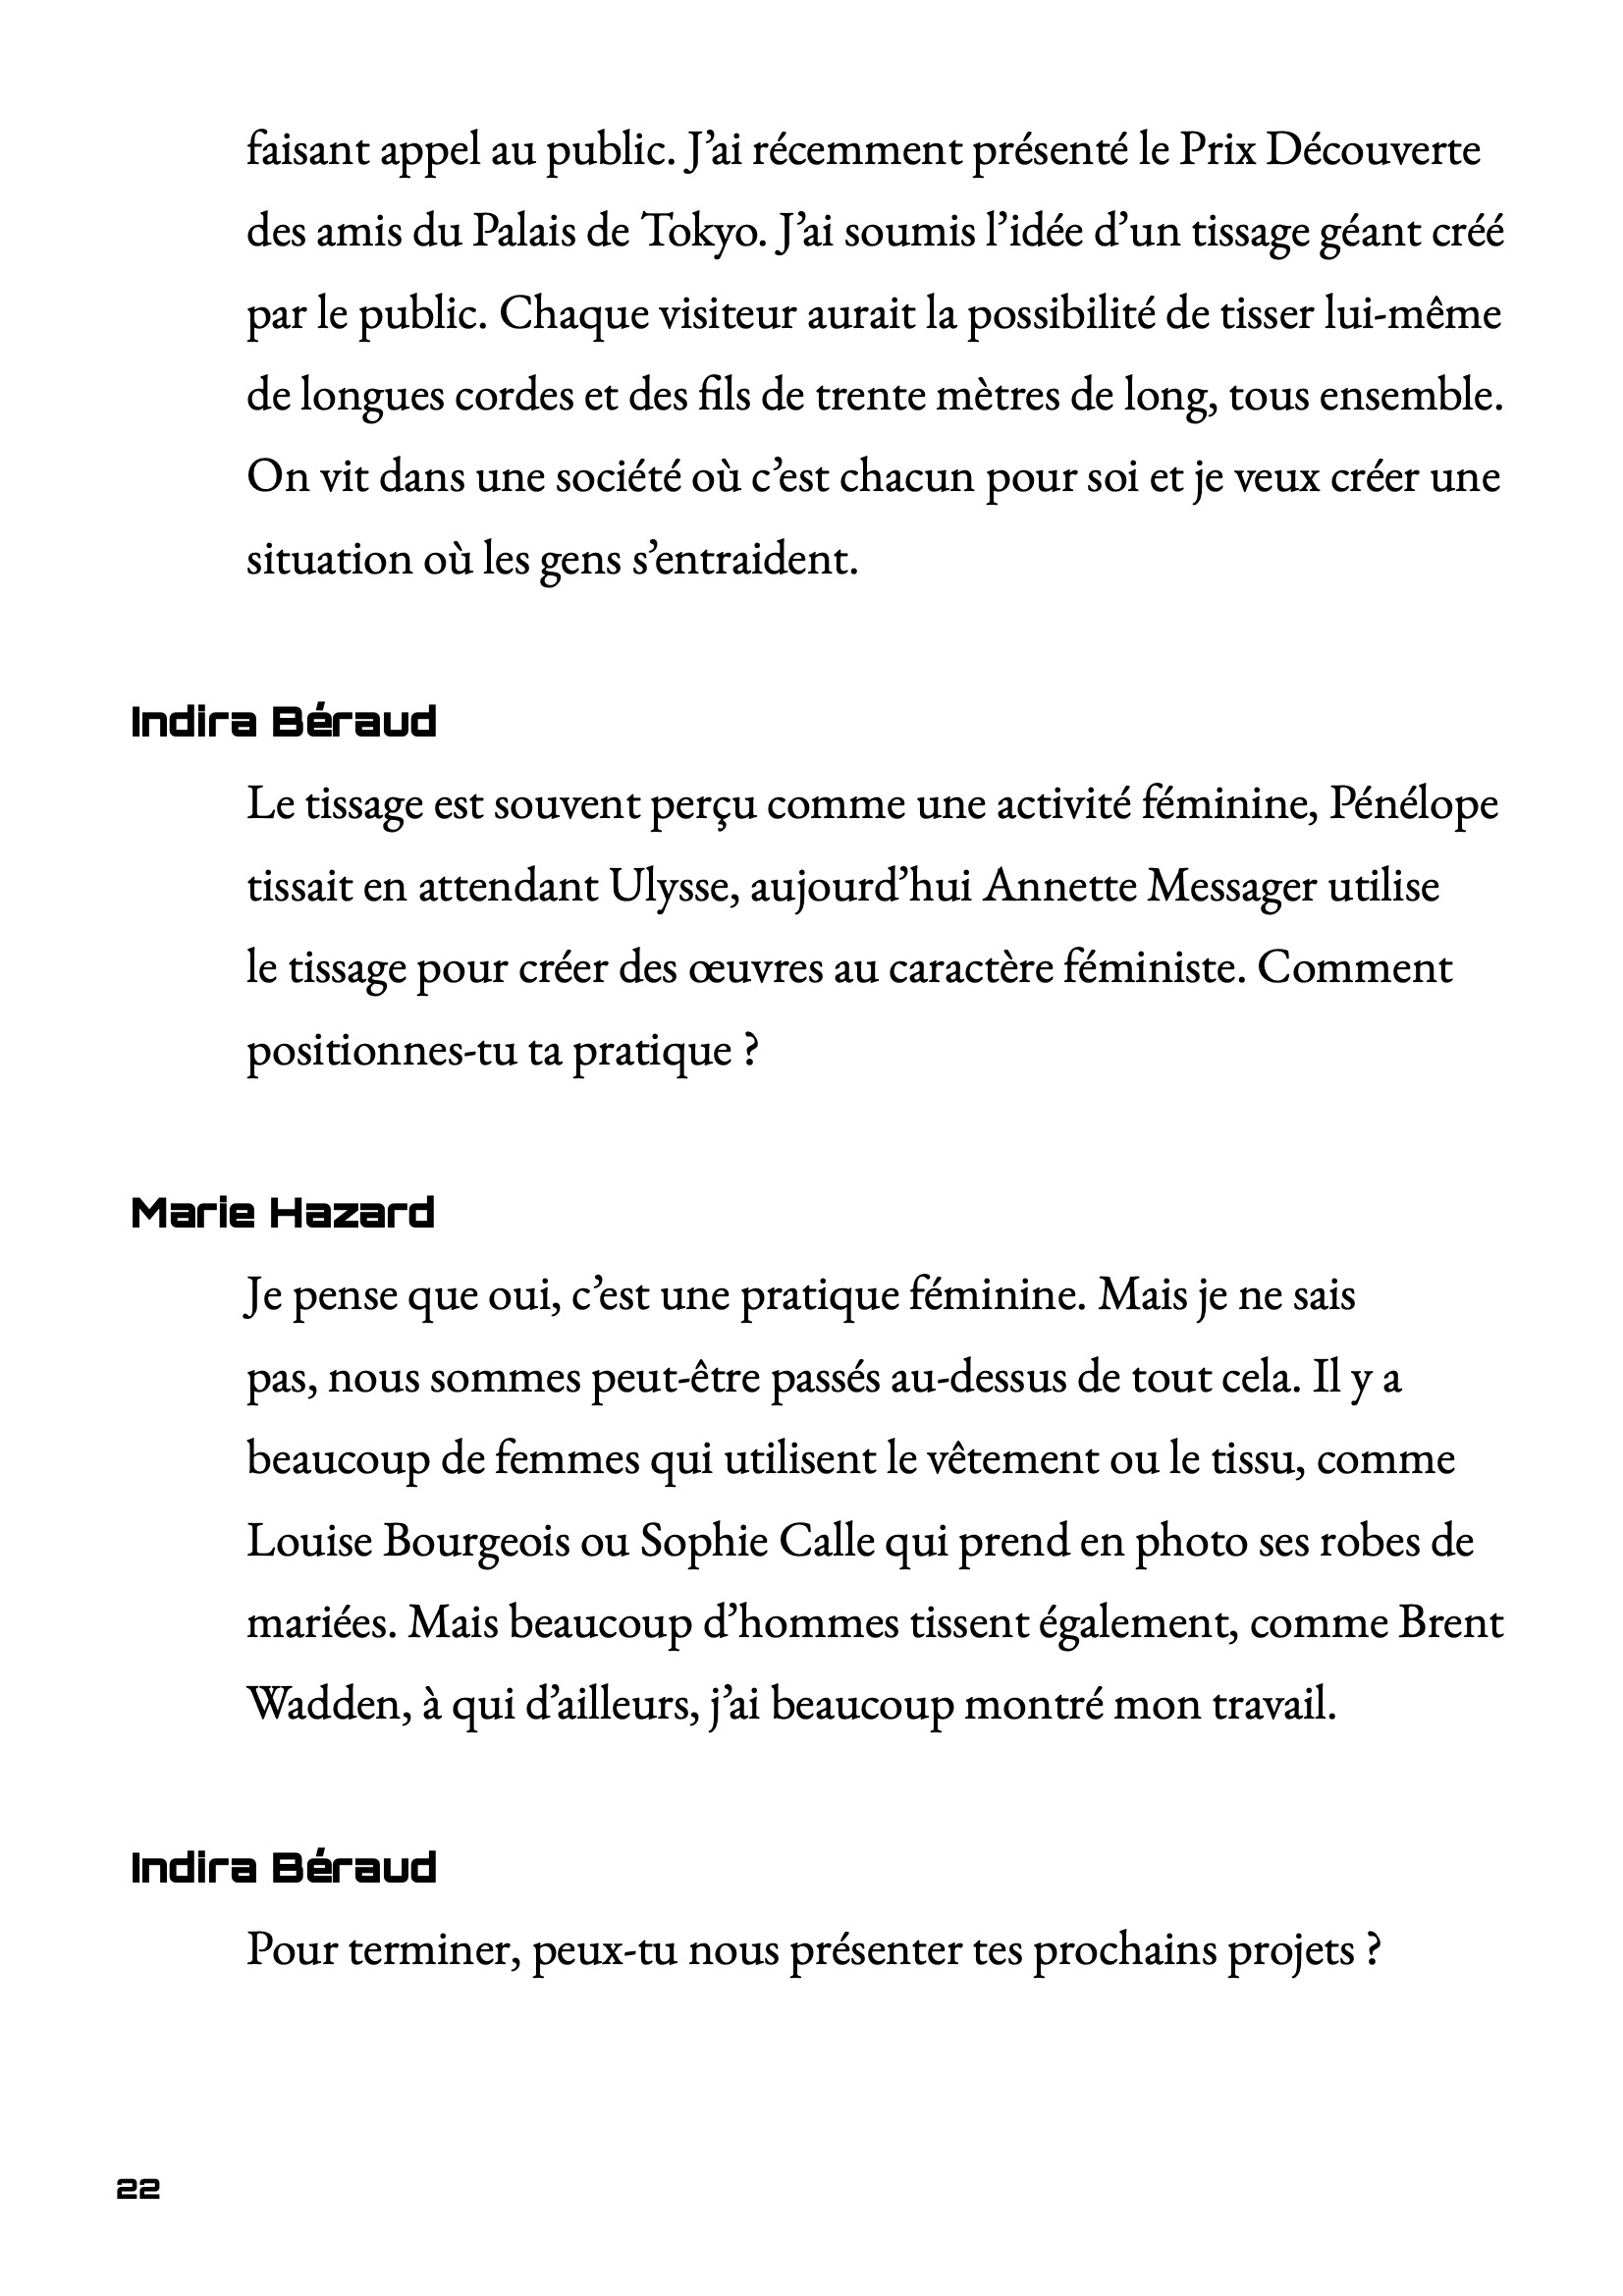 faisant appel au public. J’ai récemment présenté le Prix Découverte
des amis du Palais de Tokyo. J’ai soumis l’idée d’un tissage géant créé
par le public. Chaque visiteur aurait la possibilité de tisser lui-même
de longues cordes et des fils de trente mètres de long, tous ensemble.
On vit dans une société où c’est chacun pour soi et je veux créer une
situation où les gens s’entraident.
Indira Béraud
Le tissage est souvent perçu comme une activité féminine, Pénélope
tissait en attendant Ulysse, aujourd’hui Annette Messager utilise
le tissage pour créer des œuvres au caractère féministe. Comment
positionnes-tu ta pratique ?
Marie Hazard
Je pense que oui, c’est une pratique féminine. Mais je ne sais
pas, nous sommes peut-être passés au-dessus de tout cela. Il y a
beaucoup de femmes qui utilisent le vêtement ou le tissu, comme
Louise Bourgeois ou Sophie Calle qui prend en photo ses robes de
mariées. Mais beaucoup d’hommes tissent également, comme Brent
Wadden, à qui d’ailleurs, j’ai beaucoup montré mon travail.
Indira Béraud
Pour terminer, peux-tu nous présenter tes prochains projets ?
22